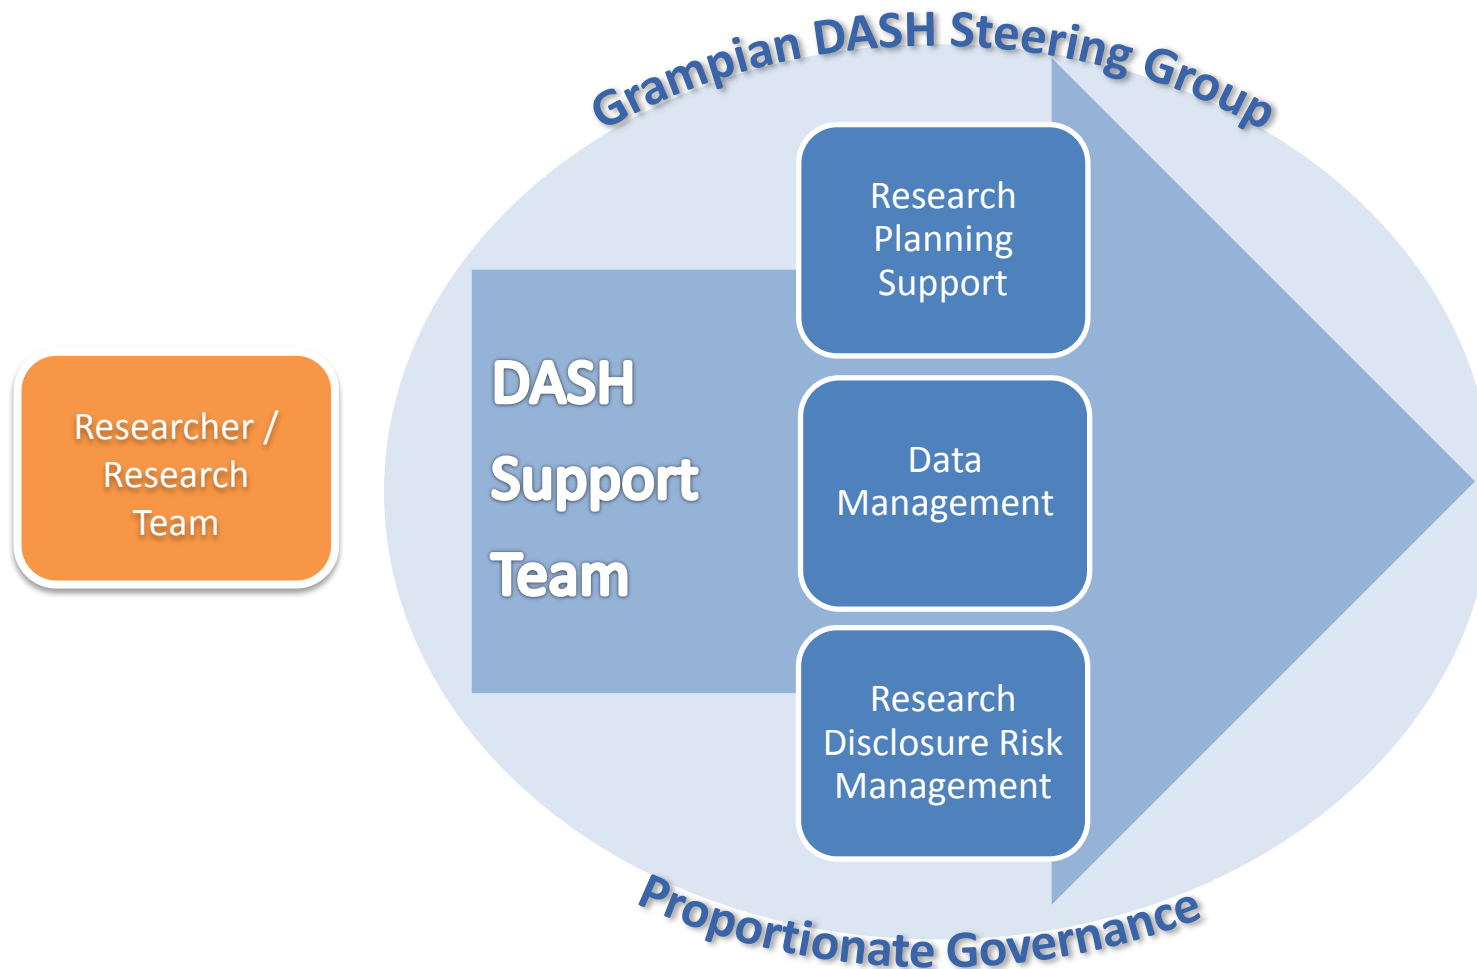 Grampian DASH Steering Group
Research
Planning
Support
DASH
Support
Team
Researcher /
Research
Team
Data
Management
Research
Disclosure Risk
Management
Proportionate Governance